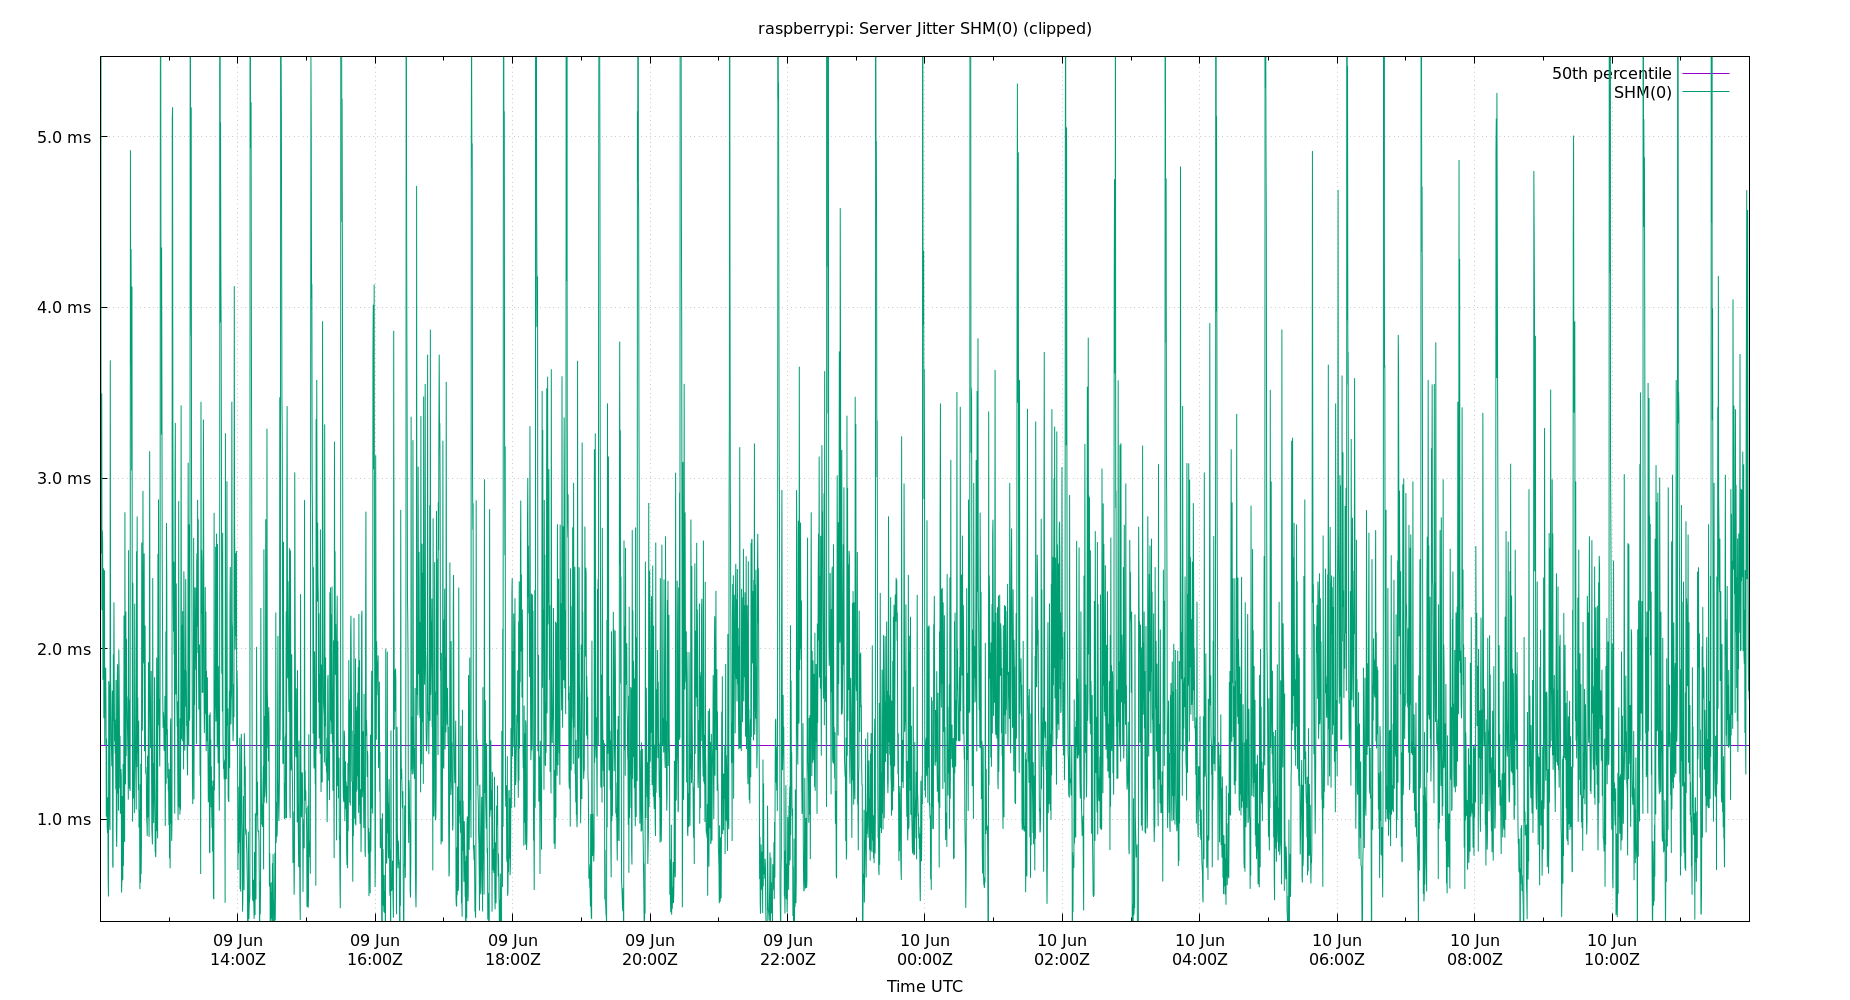 raspberrypi: Server Jitter SHM(0) (clipped)
50th percentile
SHM(0)
5.0 ms
4.0 ms
3.0 ms
2.0 ms
1.0 ms
09 Jun 09 Jun 09 Jun 09 Jun 09 Jun 10 Jun 10 Jun 10 Jun 10 Jun 10 Jun 10 Jun
14:00Z 16:00Z 18:00Z 20:00Z 22:00Z 00:00Z 02:00Z 04:00Z 06:00Z 08:00Z 10:00Z
Time UTC